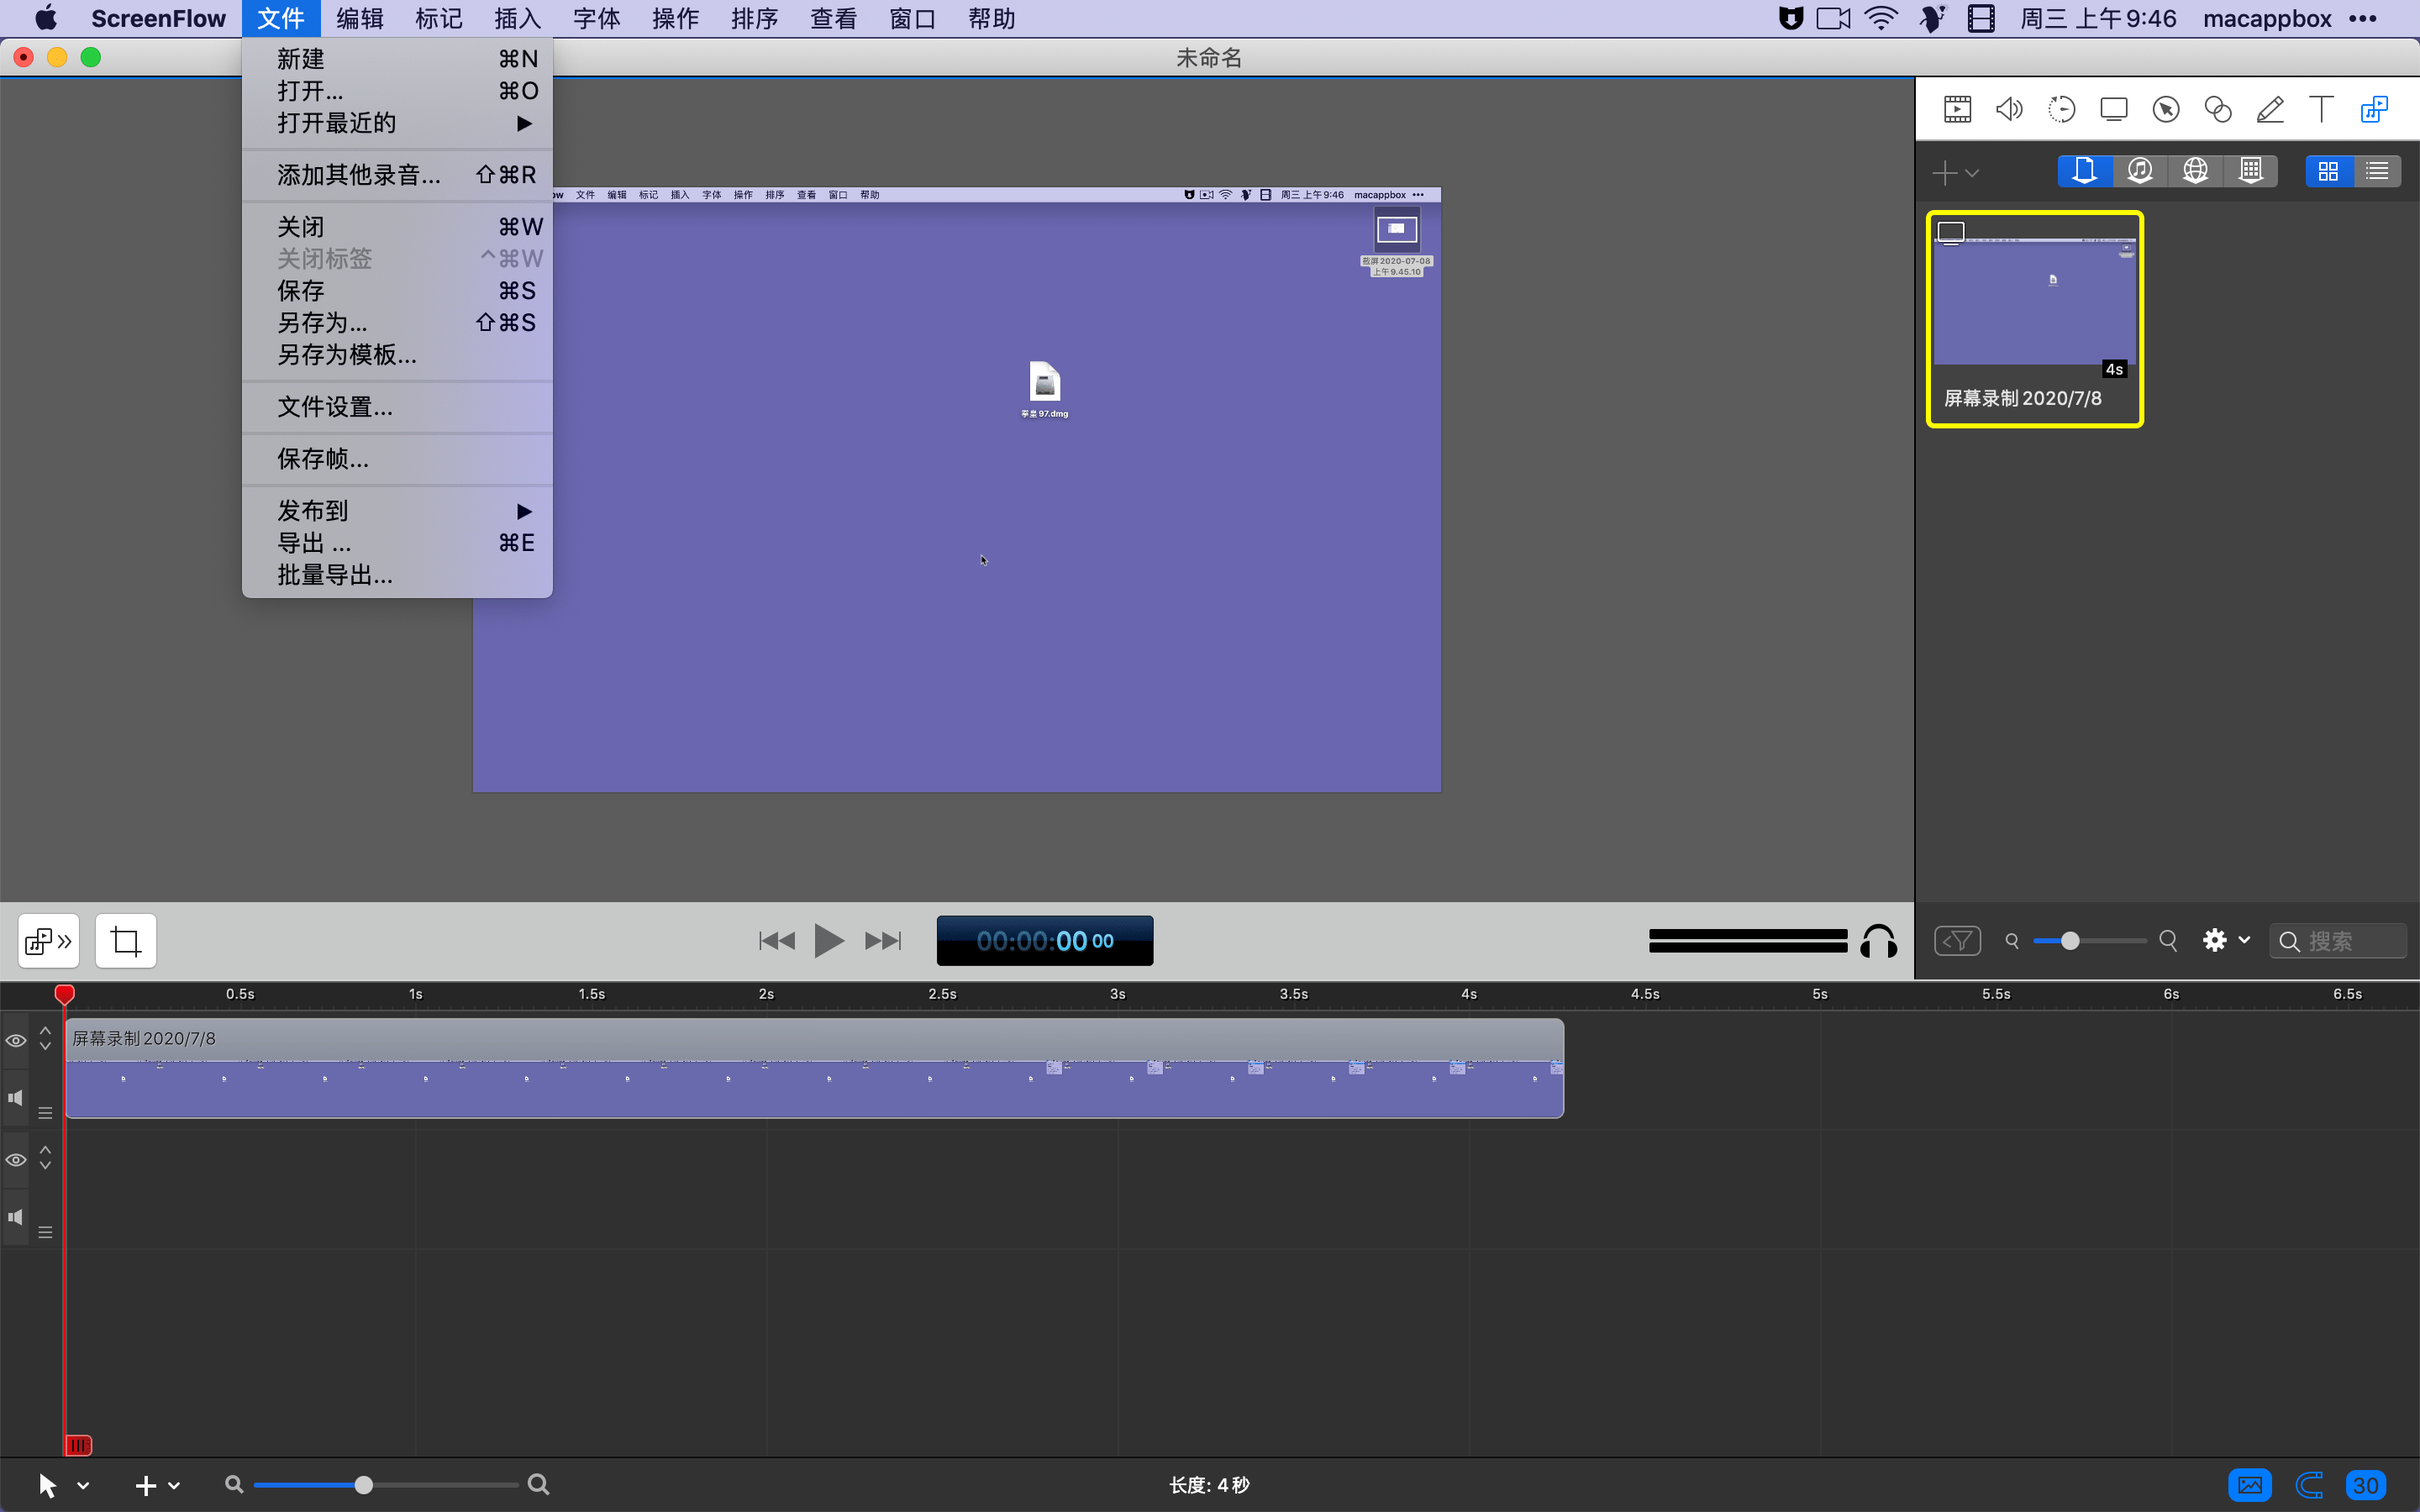 ScreenFlow 文件 编辑 标记 插入 字体 操作 排序 查看 窗口 帮助 周三 上午9:46 macappbox •••
未命名
新建 ⌘N
打开... ⌘O
打开最近的 ▶
添加其他录音... ⇧⌘R
关闭 ⌘W
关闭标签 ^⌘W
保存 ⌘S
另存为... ⇧⌘S
另存为模板...
文件设置...
保存帧...
发布到 ▶
导出 ... ⌘E
批量导出...
ow 文件 编辑 标记 插入 字体 操作 排序 查看 窗口 帮助 周三 上午9:46 macappbox •••
截屏2020-07-08
上午9.45.10
97.dmg
4s
屏幕录制2020/7/8
00:00:00 00
搜索
0.5s 1s 1.5s 2s 2.5s 3s 3.5s 4s 4.5s 5s 5.5s 6s 6.5s
屏幕录制2020/7/8
长度: 4秒
30